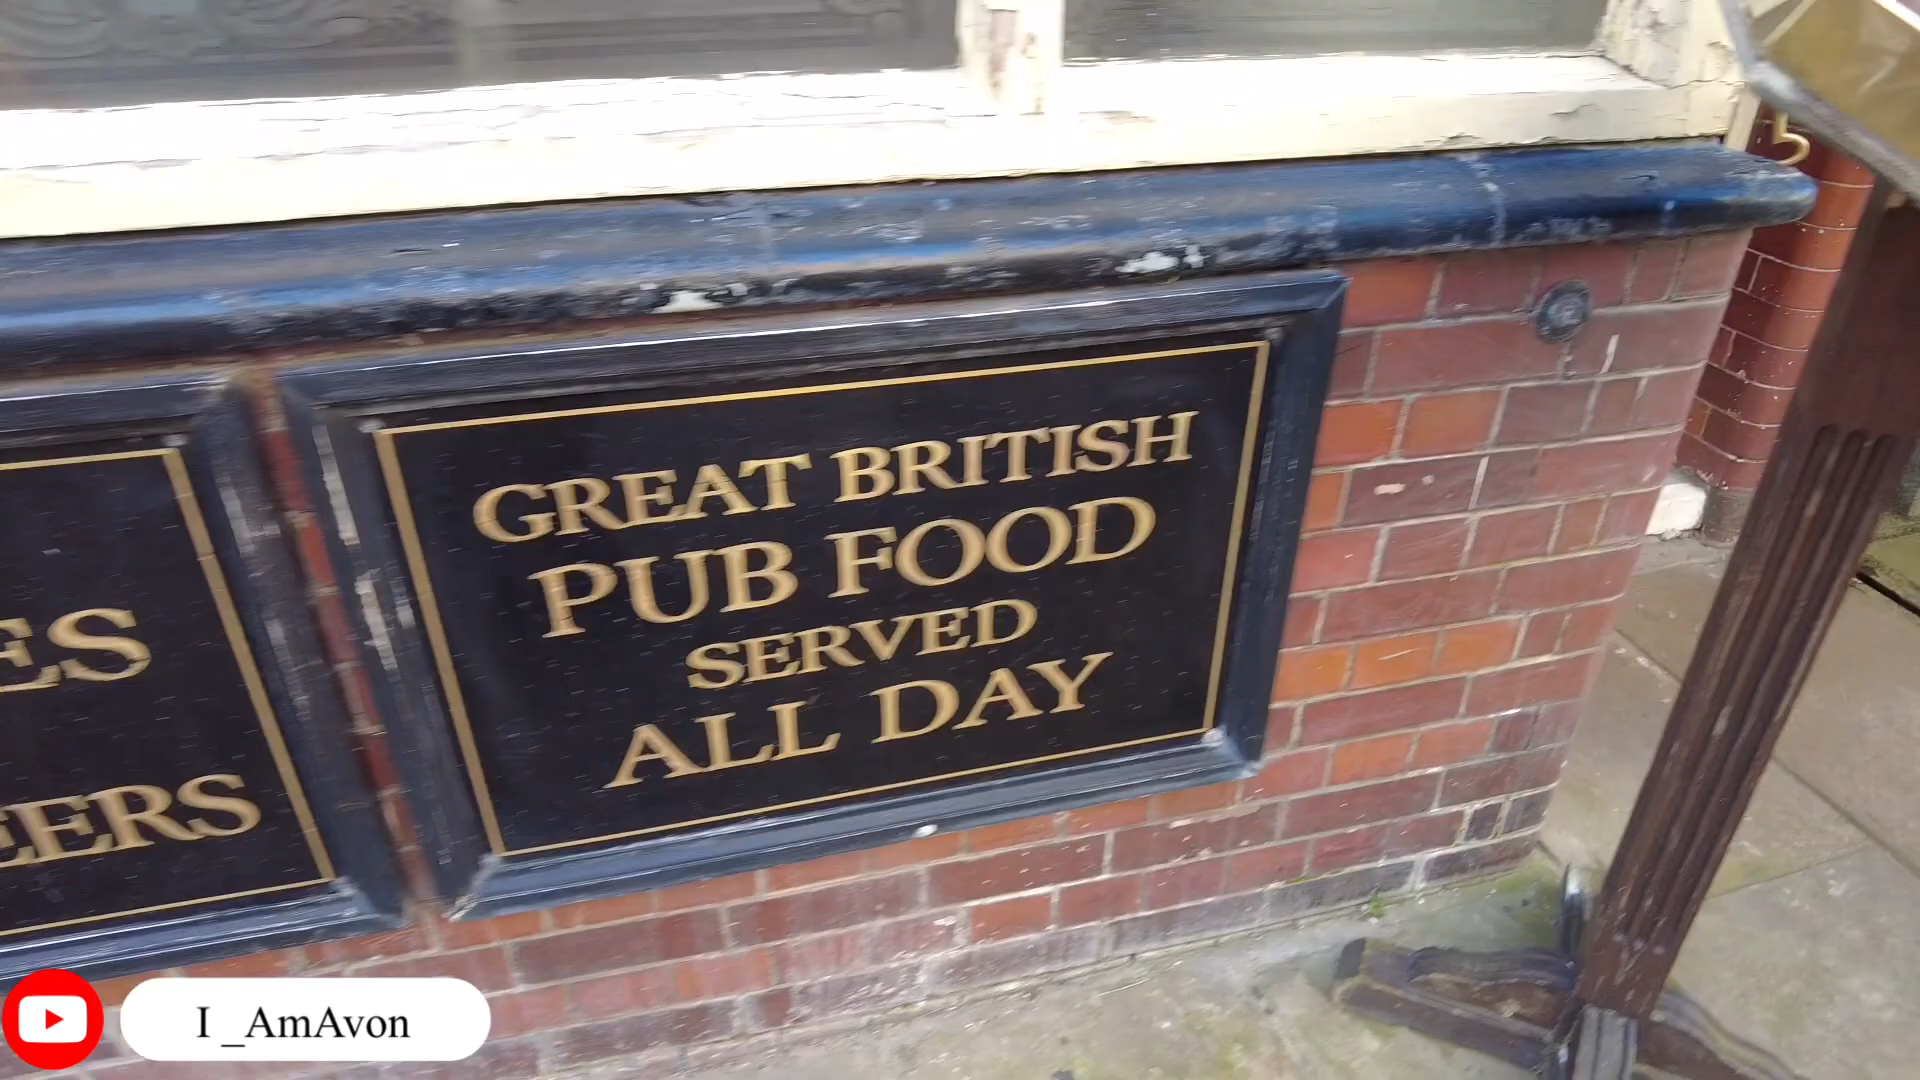 GREAT BRITISH
PUB FOOD
SERVED
ALL DAY
I _AmAvon